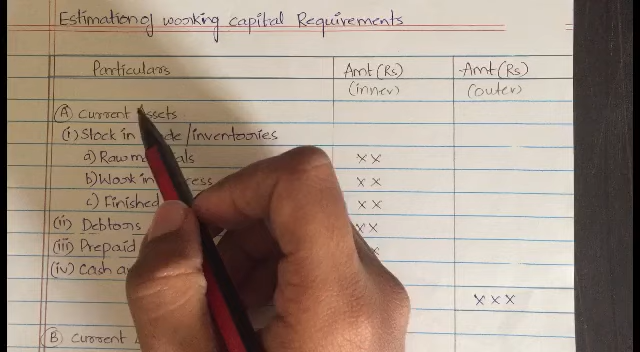 Estimation of working capital Requirements
Particulars Amt (Rs) (inner) Amt (Rs) (outer)
(A) Current Assets
(i) Stock in /inventories
a) Raw xx
b) Work in xx
c) Finished xx
(ii) Debtors xx
(iii) Prepaid x
(iv) Cash
xxx
(B) Current